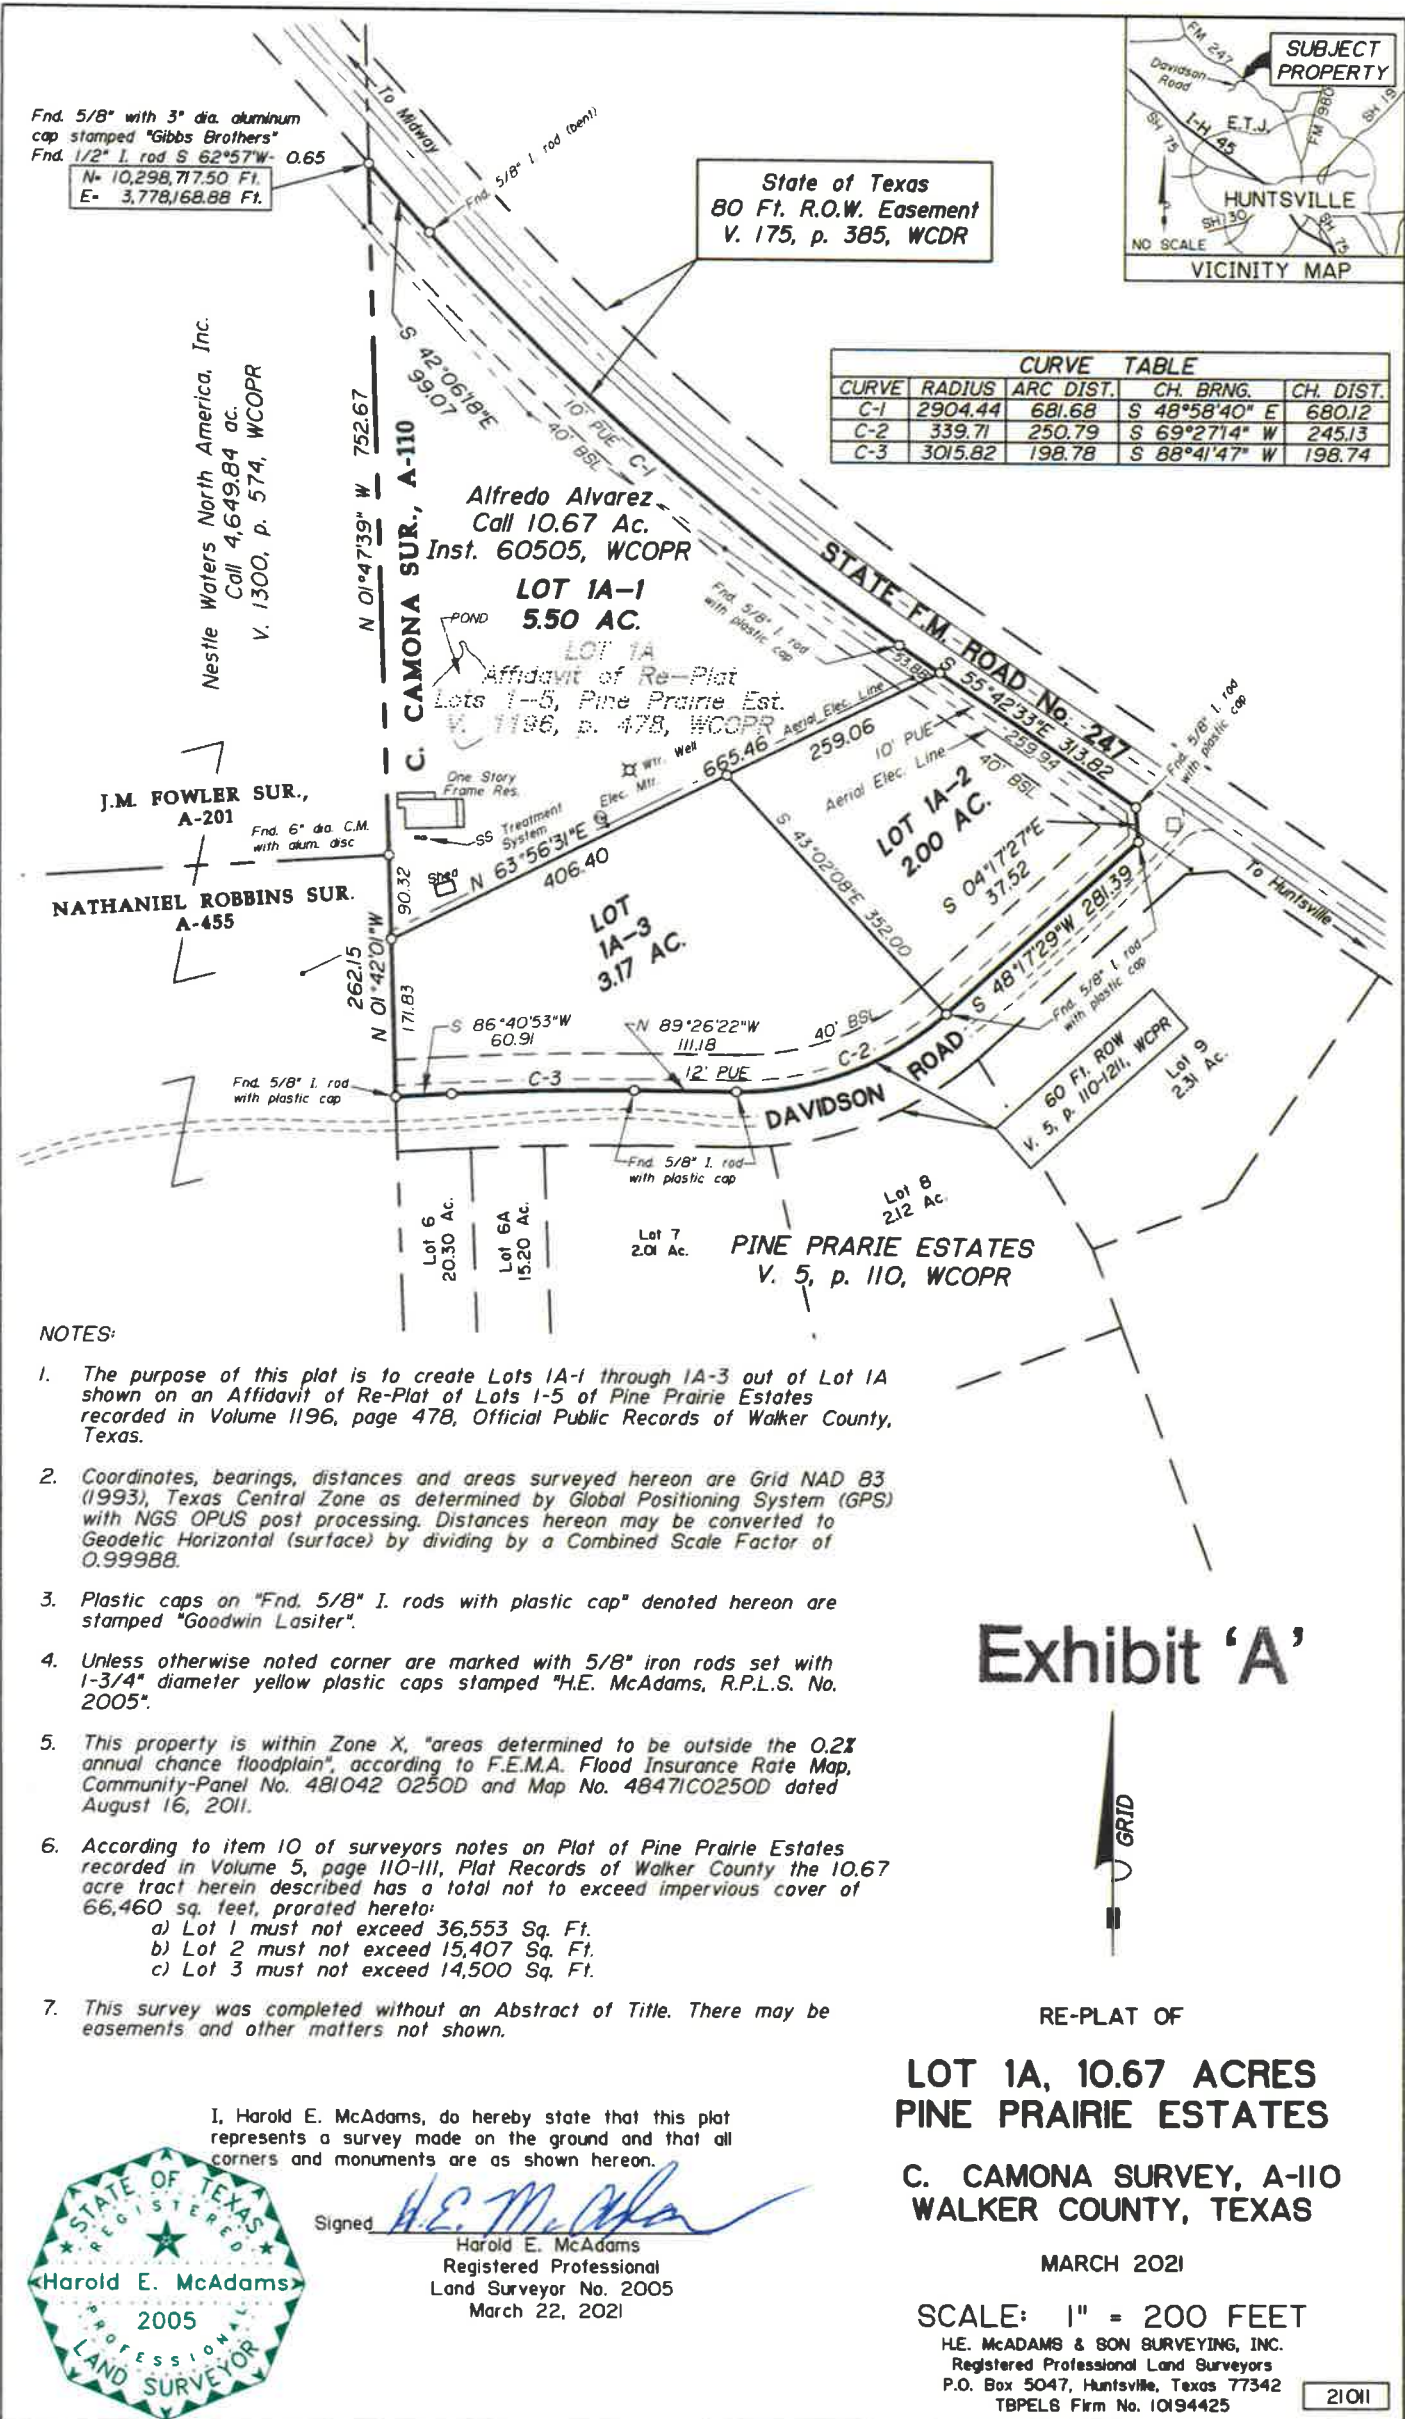 Fnd. 5/8" with 3" dia. aluminum
cap stamped "Gibbs Brothers"
Fnd. 1/2" I. rod S 62°57'W- 0.65
N= 10,298,717.50 Ft.
E= 3,778,168.88 Ft.
To Midway
Fnd. 5/8" I. rod (bent)
State of Texas
80 Ft. R.O.W. Easement
V. 175, p. 385, WCDR
SUBJECT
PROPERTY
FM 247
Davidson
Road
I-H 45
E.T.J.
FM 980
SH 19
SH 75
HUNTSVILLE
SH 30
SH 75
NO SCALE
VICINITY MAP
CURVE TABLE
CURVE RADIUS ARC DIST. CH. BRNG. CH. DIST.
C-1 2904.44 681.68 S 48°58'40" E 680.12
C-2 339.71 250.79 S 69°27'14" W 245.13
C-3 3015.82 198.78 S 88°41'47" W 198.74
Nestle Waters North America, Inc.
Call 4,649.84 ac.
V. 1300, p. 574, WCOPR
N 01°47'39" W 752.67
C. CAMONA SUR., A-110
S 42°06'18"E
99.07
10' PUE C-1
40' BSL
Alfredo Alvarez
Call 10.67 Ac.
Inst. 60505, WCOPR
LOT 1A-1
5.50 AC.
POND
LOT 1A
Affidavit of Re-Plat
Lots 1-5, Pine Prairie Est.
V. 1196, p. 478, WCOPR
Fnd. 5/8" I. rod
with plastic cap
53.88
STATE F.M. ROAD No. 247
S 55°42'33"E 313.82
259.94
Fnd. 5/8" I. rod
with plastic cap
Aerial Elec. Line
665.46
259.06
10' PUE
Aerial Elec. Line
40' BSL
LOT 1A-2
2.00 AC.
S 04°17'27"E
37.52
Wtr. Well
Elec. Mtr.
One Story
Frame Res.
SS Treatment
System
Shed
N 63°56'31"E
406.40
S 43°02'08"E 352.00
J.M. FOWLER SUR.,
A-201
Fnd. 6" dia. C.M.
with alum. disc
NATHANIEL ROBBINS SUR.
A-455
90.32
262.15
N 01°42'01"W
171.83
LOT
1A-3
3.17 AC.
S 48°17'29"W 281.39
Fnd. 5/8" I. rod
with plastic cap
To Huntsville
S 86°40'53"W
60.91
N 89°26'22"W
111.18
40' BSL
C-2
C-3
12' PUE
Fnd. 5/8" I. rod
with plastic cap
DAVIDSON ROAD
60 Ft. ROW
V. 5, p. 110-1211, WCPR
Lot 9
2.31 Ac.
Fnd. 5/8" I. rod
with plastic cap
Lot 6
20.30 Ac.
Lot 6A
15.20 Ac.
Lot 7
2.01 Ac.
Lot 8
2.12 Ac.
PINE PRARIE ESTATES
V. 5, p. 110, WCOPR
NOTES:
1. The purpose of this plat is to create Lots 1A-1 through 1A-3 out of Lot 1A
shown on an Affidavit of Re-Plat of Lots 1-5 of Pine Prairie Estates
recorded in Volume 1196, page 478, Official Public Records of Walker County,
Texas.
2. Coordinates, bearings, distances and areas surveyed hereon are Grid NAD 83
(1993), Texas Central Zone as determined by Global Positioning System (GPS)
with NGS OPUS post processing. Distances hereon may be converted to
Geodetic Horizontal (surface) by dividing by a Combined Scale Factor of
0.99988.
3. Plastic caps on "Fnd. 5/8" I. rods with plastic cap" denoted hereon are
stamped "Goodwin Lasiter".
4. Unless otherwise noted corner are marked with 5/8" iron rods set with
1-3/4" diameter yellow plastic caps stamped "H.E. McAdams, R.P.L.S. No.
2005".
5. This property is within Zone X, "areas determined to be outside the 0.2%
annual chance floodplain", according to F.E.M.A. Flood Insurance Rate Map,
Community-Panel No. 481042 0250D and Map No. 48471C0250D dated
August 16, 2011.
6. According to item 10 of surveyors notes on Plat of Pine Prairie Estates
recorded in Volume 5, page 110-111, Plat Records of Walker County the 10.67
acre tract herein described has a total not to exceed impervious cover of
66,460 sq. feet, prorated hereto:
a) Lot 1 must not exceed 36,553 Sq. Ft.
b) Lot 2 must not exceed 15,407 Sq. Ft.
c) Lot 3 must not exceed 14,500 Sq. Ft.
7. This survey was completed without an Abstract of Title. There may be
easements and other matters not shown.
Exhibit 'A'
GRID
RE-PLAT OF
LOT 1A, 10.67 ACRES
PINE PRAIRIE ESTATES
C. CAMONA SURVEY, A-110
WALKER COUNTY, TEXAS
MARCH 2021
SCALE: 1" = 200 FEET
H.E. McADAMS & SON SURVEYING, INC.
Registered Professional Land Surveyors
P.O. Box 5047, Huntsville, Texas 77342
TBPELS Firm No. 10194425
21011
I, Harold E. McAdams, do hereby state that this plat
represents a survey made on the ground and that all
corners and monuments are as shown hereon.
Signed H.E. McAdams
Harold E. McAdams
Registered Professional
Land Surveyor No. 2005
March 22, 2021
STATE OF TEXAS
REGISTERED
Harold E. McAdams
2005
PROFESSIONAL
LAND SURVEYOR